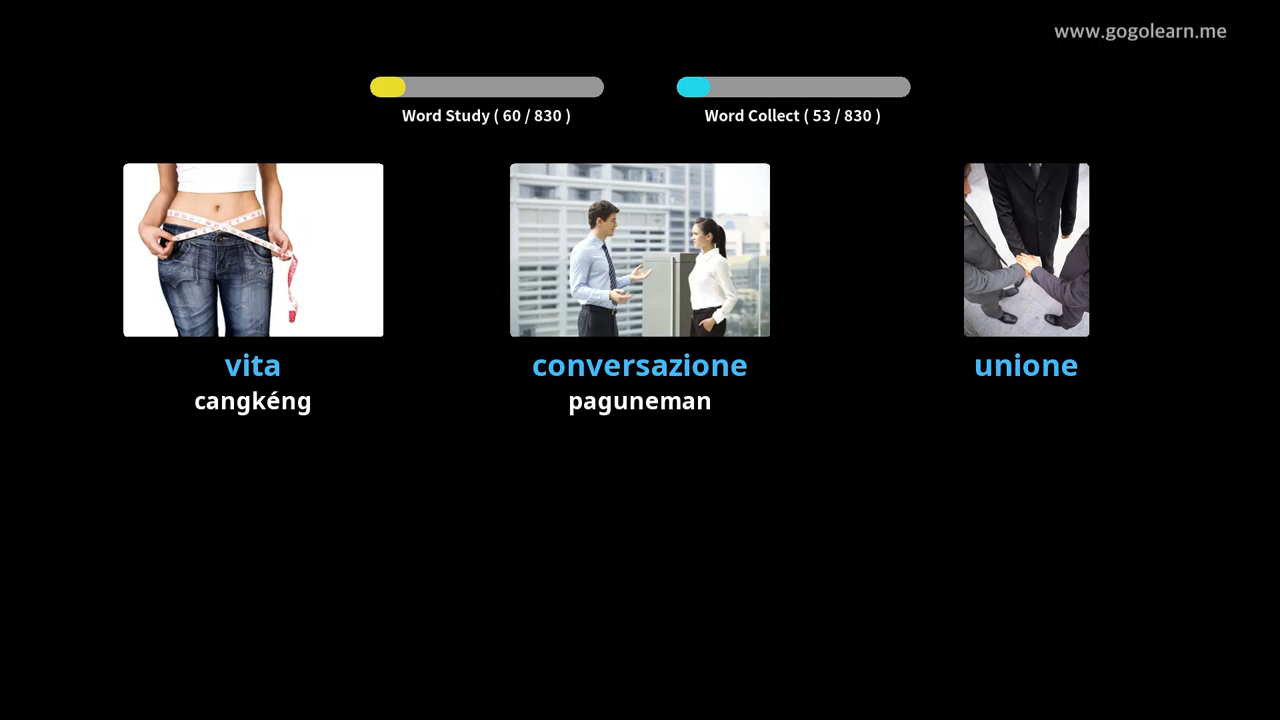 www.gogolearn.me
Word Study ( 60 / 830 )
Word Collect ( 53 / 830 )
vita
cangkéng
conversazione
paguneman
unione